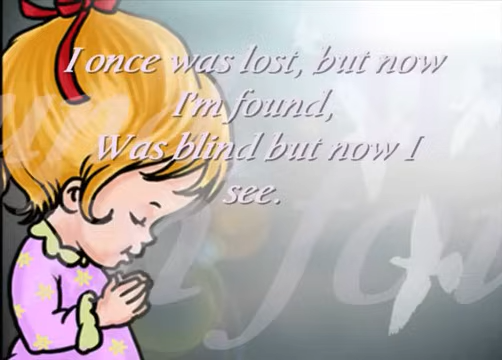 I once was lost, but now
I'm found,
Was blind but now I
see.